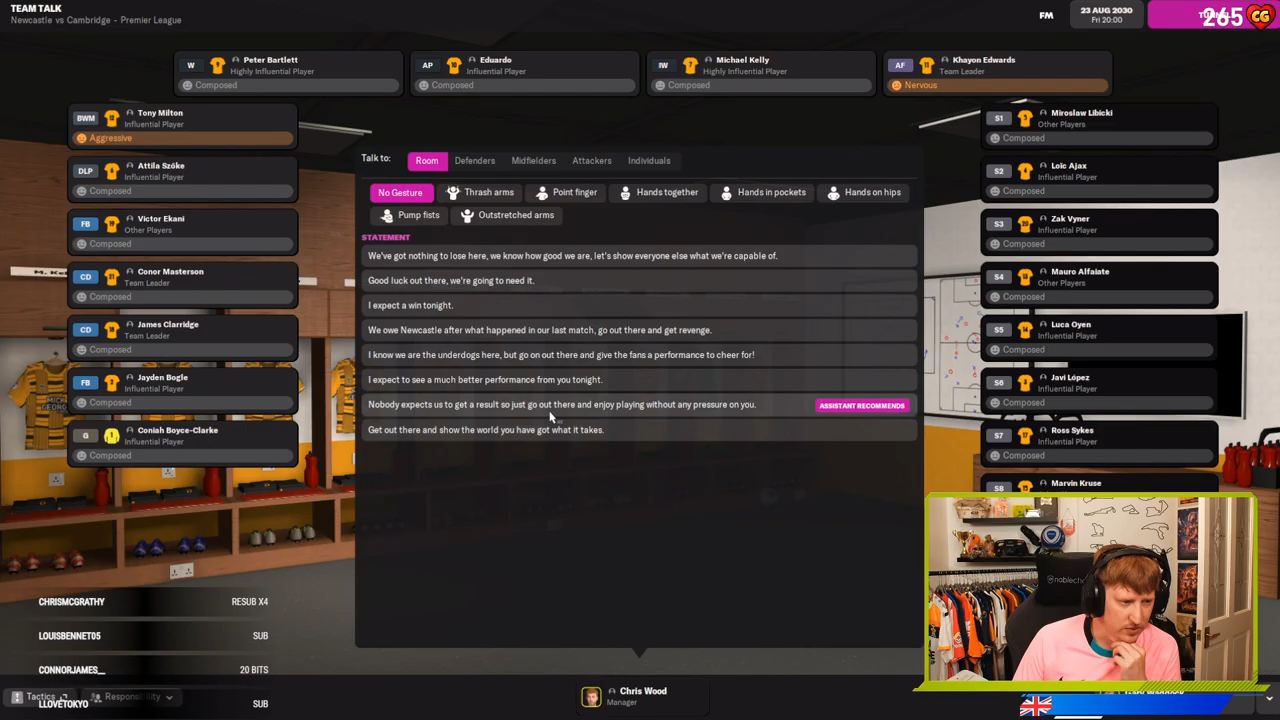 TEAM TALK
Newcastle vs Cambridge - Premier League
FM
23 AUG 2030
Fri 20:00
265
CG
W
9
Peter Bartlett
Highly Influential Player
Composed
AP
10
Eduardo
Influential Player
Composed
IW
7
Michael Kelly
Highly Influential Player
Composed
AF
11
Khayon Edwards
Team Leader
Nervous
BWM
Tony Milton
Influential Player
Aggressive
DLP
Attila Szőke
Influential Player
Composed
FB
Victor Ekani
Other Players
Composed
CD
Conor Masterson
Team Leader
Composed
CD
James Clarridge
Team Leader
Composed
FB
Jayden Bogle
Influential Player
Composed
G
1
Coniah Boyce-Clarke
Influential Player
Composed
Talk to:
Room
Defenders
Midfielders
Attackers
Individuals
No Gesture
Thrash arms
Point finger
Hands together
Hands in pockets
Hands on hips
Pump fists
Outstretched arms
STATEMENT
We've got nothing to lose here, we know how good we are, let's show everyone else what we're capable of.
Good luck out there, we're going to need it.
I expect a win tonight.
We owe Newcastle after what happened in our last match, go out there and get revenge.
I know we are the underdogs here, but go on out there and give the fans a performance to cheer for!
I expect to see a much better performance from you tonight.
Nobody expects us to get a result so just go out there and enjoy playing without any pressure on you.
ASSISTANT RECOMMENDS
Get out there and show the world you have got what it takes.
S1
Miroslaw Libicki
Other Players
Composed
S2
Loïc Ajax
Influential Player
Composed
S3
Zak Vyner
Influential Player
Composed
S4
Mauro Alfaiate
Other Players
Composed
S5
Luca Oyen
Influential Player
Composed
S6
Javi López
Influential Player
Composed
S7
Ross Sykes
Influential Player
Composed
S8
Marvin Kruse
noblechairs
CHRISMCGRATHY
RESUB X4
LOUISBENNET05
SUB
CONNORJAMES__
20 BITS
LLOVETOKYO
SUB
Tactics
Responsibility
Chris Wood
Manager